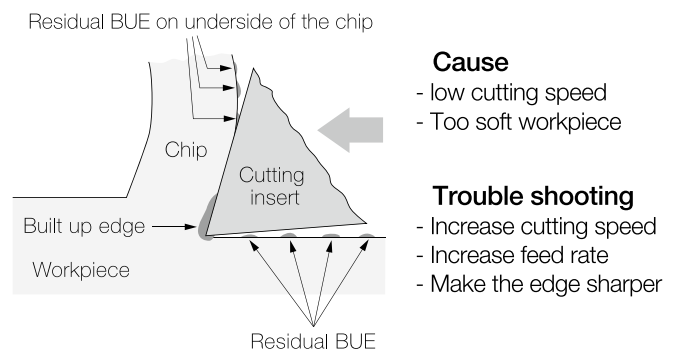 Residual BUE on underside of the chip
Chip
Cutting
insert
Built up edge
Workpiece
Residual BUE
Cause
- low cutting speed
- Too soft workpiece
Trouble shooting
- Increase cutting speed
- Increase feed rate
- Make the edge sharper